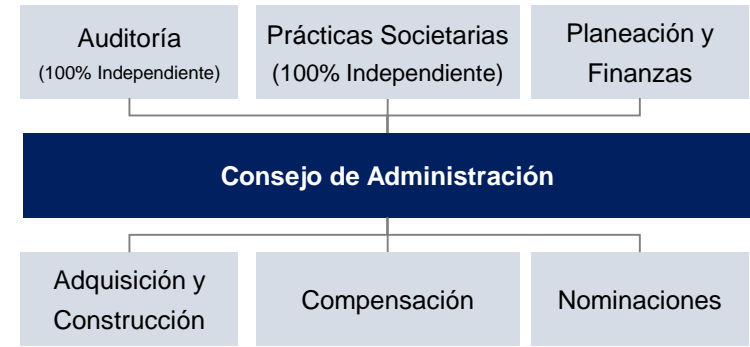 Auditoría
(100% Independiente)
Prácticas Societarias
(100% Independiente)
Planeación y
Finanzas
Consejo de Administración
Adquisición y
Construcción
Compensación
Nominaciones